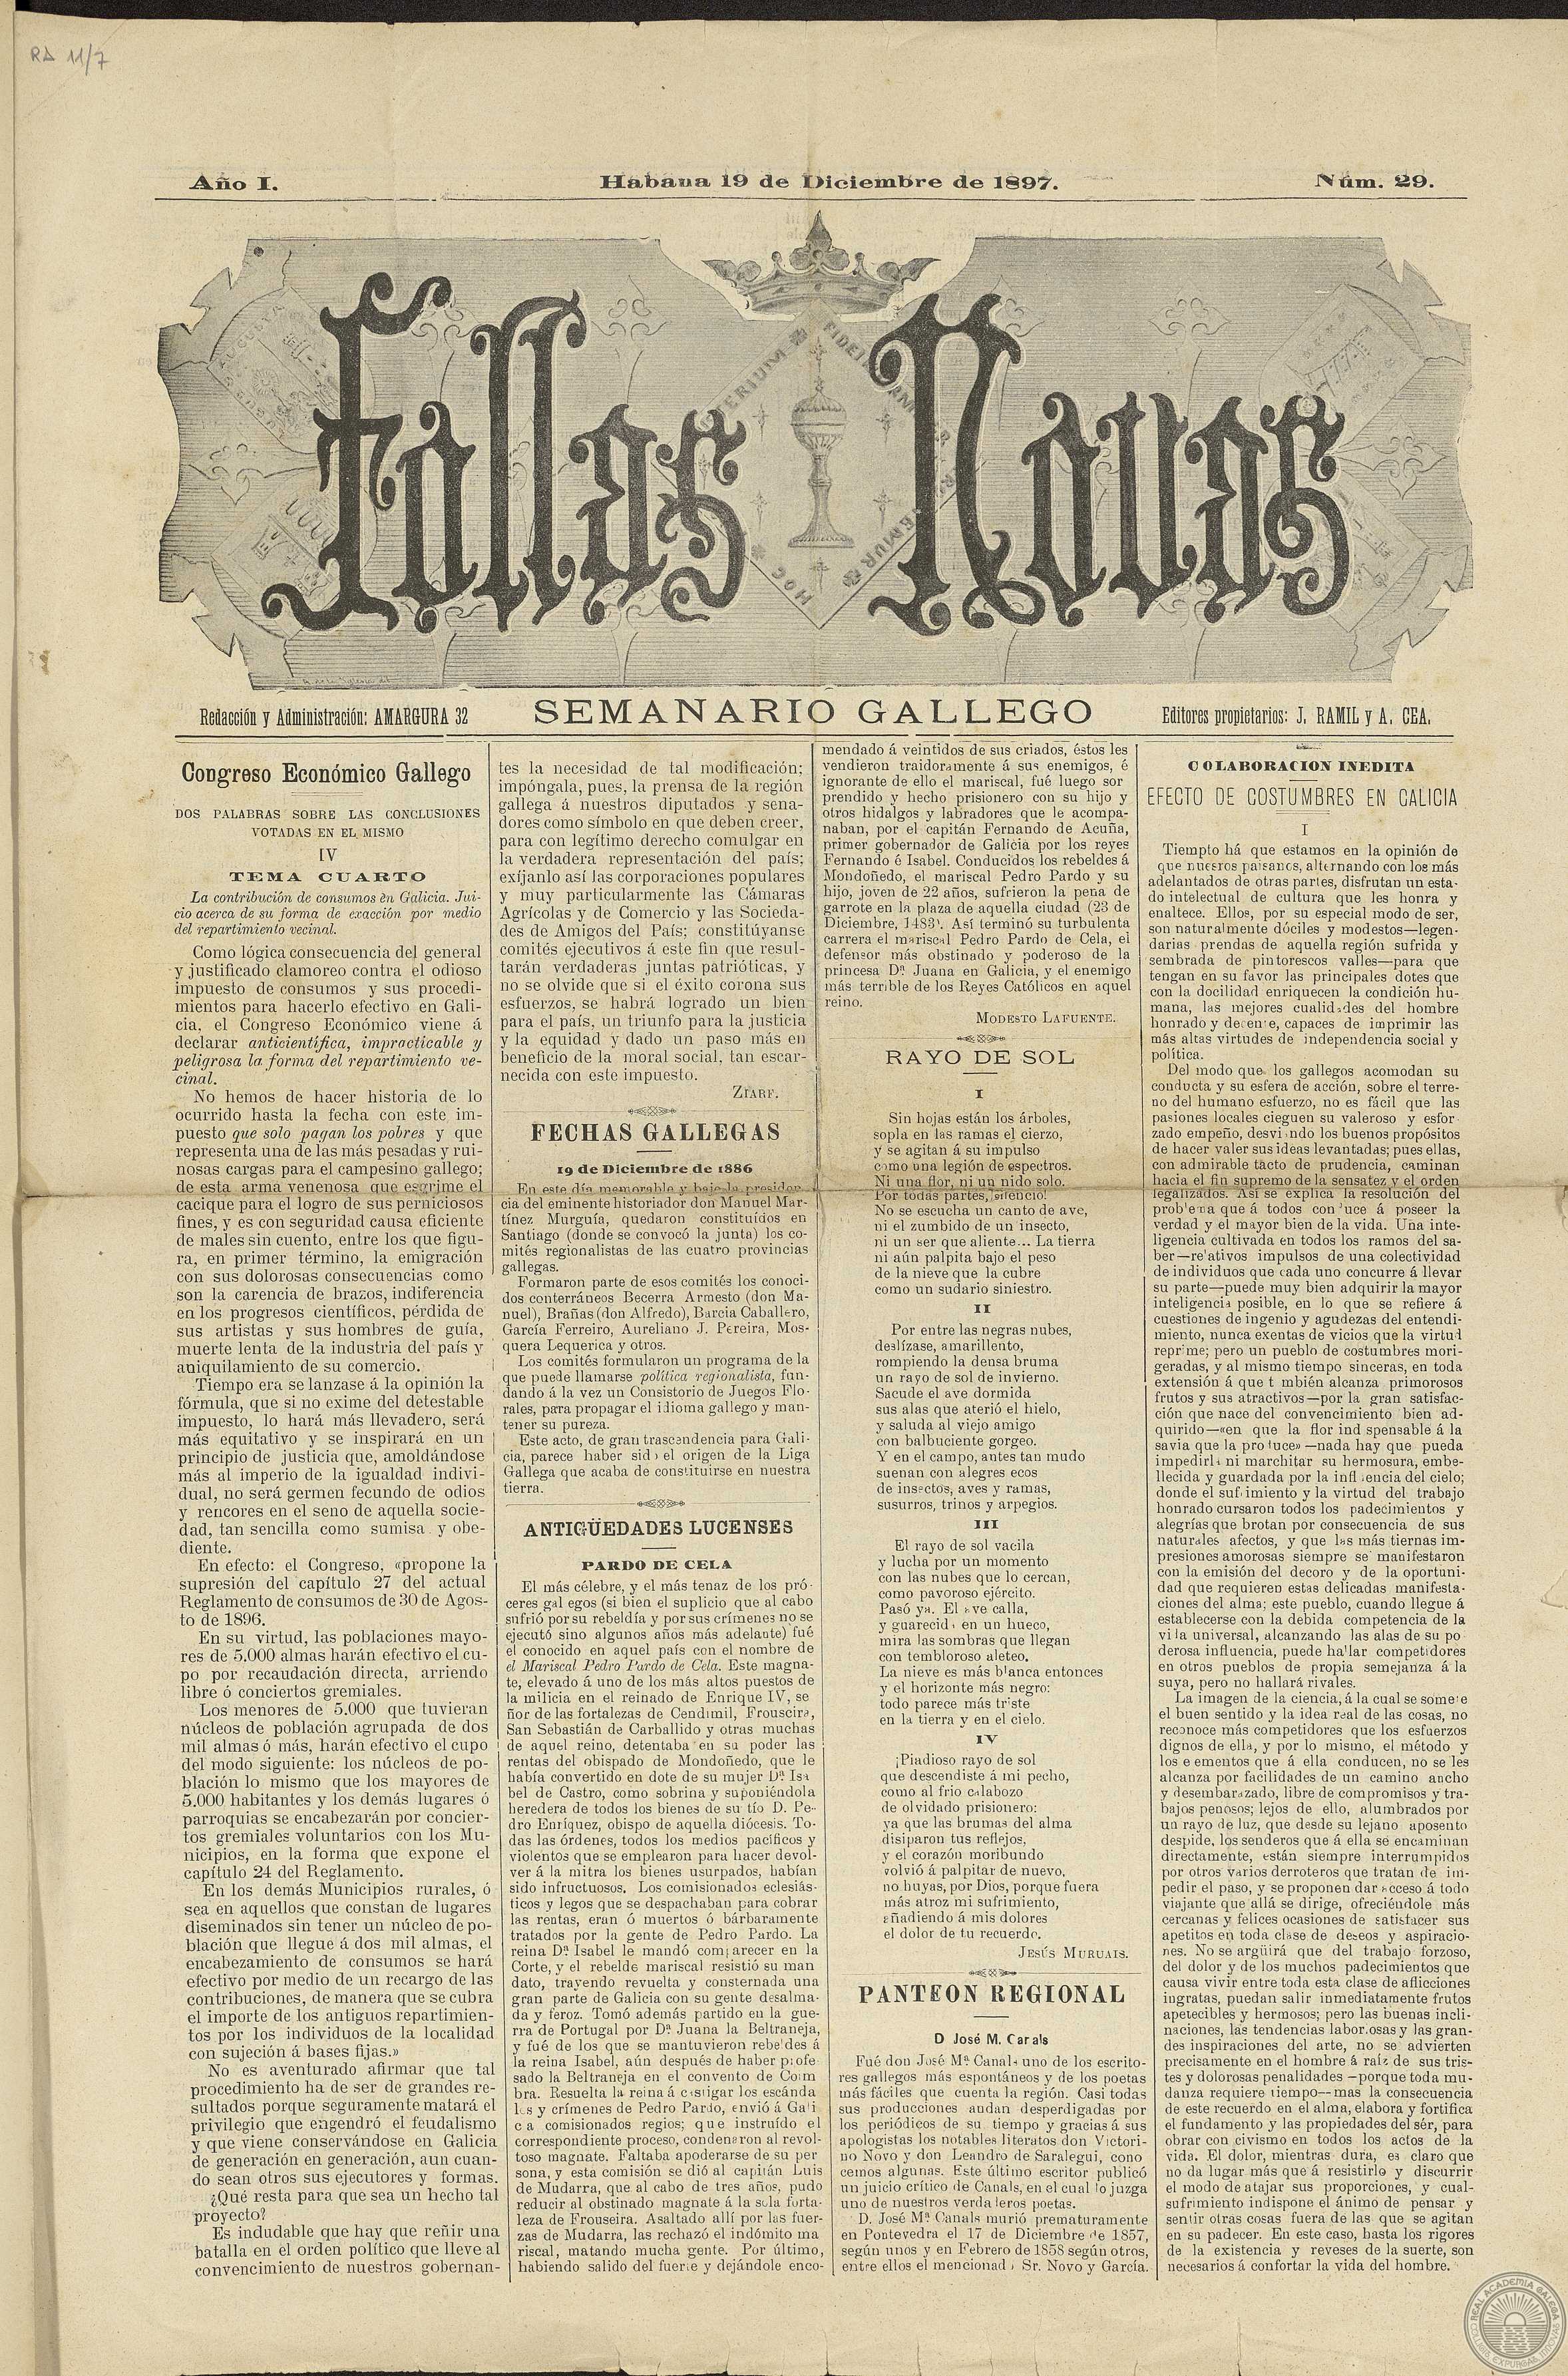 RA 11/7
Año I.
Habana 19 de Diciembre de 1897.
Núm. 29.
Follas Novas
Redacción y Administración: AMARGURA 32
SEMANARIO GALLEGO
Editores propietarios: J. RAMIL y A. CEA.
Congreso Económico Gallego
DOS PALABRAS SOBRE LAS CONCLUSIONES
VOTADAS EN EL MISMO
IV
TEMA CUARTO
La contribución de consumos en Galicia. Jui-
cio acerca de su forma de exacción por medio
del repartimiento vecinal.
Como lógica consecuencia del general
y justificado clamoreo contra el odioso
impuesto de consumos y sus procedi-
mientos para hacerlo efectivo en Gali-
cia, el Congreso Económico viene á
declarar anticientífica, impracticable y
peligrosa la forma del repartimiento ve-
cinal.
No hemos de hacer historia de lo
ocurrido hasta la fecha con este im-
puesto que solo pagan los pobres y que
representa una de las más pesadas y rui-
nosas cargas para el campesino gallego;
de esta arma venenosa que esgrime el
cacique para el logro de sus perniciosos
fines, y es con seguridad causa eficiente
de males sin cuento, entre los que figu-
ra, en primer término, la emigración
con sus dolorosas consecuencias como
son la carencia de brazos, indiferencia
en los progresos científicos, pérdida de
sus artistas y sus hombres de guía,
muerte lenta de la industria del país y
aniquilamiento de su comercio.
Tiempo era se lanzase á la opinión la
fórmula, que si no exime del detestable
impuesto, lo hará más llevadero, será
más equitativo y se inspirará en un
principio de justicia que, amoldándose
más al imperio de la igualdad indivi-
dual, no será germen fecundo de odios
y rencores en el seno de aquella socie-
dad, tan sencilla como sumisa y obe-
diente.
En efecto: el Congreso, «propone la
supresión del capítulo 27 del actual
Reglamento de consumos de 30 de Agos-
to de 1896.
En su virtud, las poblaciones mayo-
res de 5.000 almas harán efectivo el cu-
po por recaudación directa, arriendo
libre ó conciertos gremiales.
Los menores de 5.000 que tuvieran
núcleos de población agrupada de dos
mil almas ó más, harán efectivo el cupo
del modo siguiente: los núcleos de po-
blación lo mismo que los mayores de
5.000 habitantes y los demás lugares ó
parroquias se encabezarán por concier-
tos gremiales voluntarios con los Mu-
nicipios, en la forma que expone el
capítulo 24 del Reglamento.
En los demás Municipios rurales, ó
sea en aquellos que constan de lugares
diseminados sin tener un núcleo de po-
blación que llegue á dos mil almas, el
encabezamiento de consumos se hará
efectivo por medio de un recargo de las
contribuciones, de manera que se cubra
el importe de los antiguos repartimien-
tos por los individuos de la localidad
con sujeción á bases fijas.»
No es aventurado afirmar que tal
procedimiento ha de ser de grandes re-
sultados porque seguramente matará el
privilegio que engendró el feudalismo
y que viene conservándose en Galicia
de generación en generación, aun cuan-
do sean otros sus ejecutores y formas.
¿Qué resta para que sea un hecho tal
proyecto?
Es indudable que hay que reñir una
batalla en el orden político que lleve al
convencimiento de nuestros gobernan-
tes la necesidad de tal modificación;
impóngala, pues, la prensa de la región
gallega á nuestros diputados y sena-
dores como símbolo en que deben creer,
para con legítimo derecho comulgar en
la verdadera representación del país;
exíjanlo así las corporaciones populares
y muy particularmente las Cámaras
Agrícolas y de Comercio y las Socieda-
des de Amigos del País; constitúyanse
comités ejecutivos á este fin que resul-
tarán verdaderas juntas patrióticas, y
no se olvide que si el éxito corona sus
esfuerzos, se habrá logrado un bien
para el país, un triunfo para la justicia
y la equidad y dado un paso más en
beneficio de la moral social, tan escar-
necida con este impuesto.
ZIARF.
FECHAS GALLEGAS
19 de Diciembre de 1886
En este día memorable y bajo la presiden-
cia del eminente historiador don Manuel Mar-
tínez Murguía, quedaron constituídos en
Santiago (donde se convocó la junta) los co-
mités regionalistas de las cuatro provincias
gallegas.
Formaron parte de esos comités los conoci-
dos conterráneos Becerra Armesto (don Ma-
nuel), Brañas (don Alfredo), Barcia Caballero,
García Ferreiro, Aureliano J. Pereira, Mos-
quera Lequerica y otros.
Los comités formularon un programa de la
que puede llamarse política regionalista, fun-
dando á la vez un Consistorio de Juegos Flo-
rales, para propagar el idioma gallego y man-
tener su pureza.
Este acto, de gran trascendencia para Gali-
cia, parece haber sido el origen de la Liga
Gallega que acaba de constituirse en nuestra
tierra.
ANTIGÜEDADES LUCENSES
PARDO DE CELA
El más célebre, y el más tenaz de los pró-
ceres gal egos (si bien el suplicio que al cabo
sufrió por su rebeldía y por sus crímenes no se
ejecutó sino algunos años más adelante) fué
el conocido en aquel país con el nombre de
el Mariscal Pedro Pardo de Cela. Este magna-
te, elevado á uno de los más altos puestos de
la milicia en el reinado de Enrique IV, se
ñor de las fortalezas de Cendimil, Frouseira,
San Sebastián de Carballido y otras muchas
de aquel reino, detentaba en su poder las
rentas del obispado de Mondoñedo, que le
había convertido en dote de su mujer Dª Isa
bel de Castro, como sobrina y suponiéndola
heredera de todos los bienes de su tío D. Pe-
dro Enríquez, obispo de aquella diócesis. To-
das las órdenes, todos los medios pacíficos y
violentos que se emplearon para hacer devol-
ver á la mitra los bienes usurpados, habían
sido infructuosos. Los comisionados eclesiás-
ticos y legos que se despachaban para cobrar
las rentas, eran ó muertos ó bárbaramente
tratados por la gente de Pedro Pardo. La
reina Dª Isabel le mandó comparecer en la
Corte, y el rebelde mariscal resistió su man
dato, trayendo revuelta y consternada una
gran parte de Galicia con su gente desalma-
da y feroz. Tomó además partido en la gue-
rra de Portugal por Dª Juana la Beltraneja,
y fué de los que se mantuvieron rebeldes á
la reina Isabel, aún después de haber profe
sado la Beltraneja en el convento de Coim
bra. Resuelta la reina á castigar los escánda
los y crímenes de Pedro Pardo, envió á Gali
c a comisionados regios; que instruído el
correspondiente proceso, condenaron al revol-
toso magnate. Faltaba apoderarse de su per
sona, y esta comisión se dió al capitán Luis
de Mudarra, que al cabo de tres años, pudo
reducir al obstinado magnate á la sola forta-
leza de Frouseira. Asaltado allí por las fuer-
zas de Mudarra, las rechazó el indómito ma
riscal, matando mucha gente. Por último,
habiendo salido del fuerte y dejándole enco-
mendado á veintidos de sus criados, éstos les
vendieron traidoramente á sus enemigos, é
ignorante de ello el mariscal, fué luego sor
prendido y hecho prisionero con su hijo y
otros hidalgos y labradores que le acompa-
naban, por el capitán Fernando de Acuña,
primer gobernador de Galicia por los reyes
Fernando é Isabel. Conducidos los rebeldes á
Mondoñedo, el mariscal Pedro Pardo y su
hijo, joven de 22 años, sufrieron la pena de
garrote en la plaza de aquella ciudad (23 de
Diciembre, 1483). Así terminó su turbulenta
carrera el mariscal Pedro Pardo de Cela, el
defensor más obstinado y poderoso de la
princesa Dª Juana en Galicia, y el enemigo
más terrible de los Reyes Católicos en aquel
reino.
MODESTO LAFUENTE.
RAYO DE SOL
I
Sin hojas están los árboles,
sopla en las ramas el cierzo,
y se agitan á su impulso
como una legión de espectros.
Ni una flor, ni un nido solo.
Por todas partes, ¡silencio!
No se escucha un canto de ave,
ni el zumbido de un insecto,
ni un ser que aliente... La tierra
ni aún palpita bajo el peso
de la nieve que la cubre
como un sudario siniestro.
II
Por entre las negras nubes,
deslízase, amarillento,
rompiendo la densa bruma
un rayo de sol de invierno.
Sacude el ave dormida
sus alas que aterió el hielo,
y saluda al viejo amigo
con balbuciente gorgeo.
Y en el campo, antes tan mudo
suenan con alegres ecos
de insectos, aves y ramas,
susurros, trinos y arpegios.
III
El rayo de sol vacila
y lucha por un momento
con las nubes que lo cercan,
como pavoroso ejército.
Pasó ya. El ave calla,
y guarecida en un hueco,
mira las sombras que llegan
con tembloroso aleteo.
La nieve es más blanca entonces
y el horizonte más negro:
todo parece más triste
en la tierra y en el cielo.
IV
¡Piadioso rayo de sol
que descendiste á mi pecho,
como al frio calabozo
de olvidado prisionero:
ya que las brumas del alma
disiparon tus reflejos,
y el corazón moribundo
volvió á palpitar de nuevo,
no huyas, por Dios, porque fuera
más atroz mi sufrimiento,
añadiendo á mis dolores
el dolor de tu recuerdo.
JESÚS MURUAIS.
PANTEON REGIONAL
D José M. Canals
Fué don José Mª Canals uno de los escrito-
res gallegos más espontáneos y de los poetas
más fáciles que cuenta la región. Casi todas
sus producciones andan desperdigadas por
los periódicos de su tiempo y gracias á sus
apologistas los notables literatos don Victori-
no Novo y don Leandro de Saralegui, cono
cemos algunas. Este último escritor publicó
un juicio crítico de Canals, en el cual lo juzga
uno de nuestros verdaderos poetas.
D. José Mª Canals murió prematuramente
en Pontevedra el 17 de Diciembre de 1857,
según unos y en Febrero de 1858 según otros,
entre ellos el mencionado Sr. Novo y García.
COLABORACION INEDITA
EFECTO DE COSTUMBRES EN GALICIA
I
Tiempto há que estamos en la opinión de
que nuesros paisanos, alternando con los más
adelantados de otras partes, disfrutan un esta-
do intelectual de cultura que les honra y
enaltece. Ellos, por su especial modo de ser,
son naturalmente dóciles y modestos—legen-
darias prendas de aquella región sufrida y
sembrada de pintorescos valles—para que
tengan en su favor las principales dotes que
con la docilidad enriquecen la condición hu-
mana, las mejores cualidades del hombre
honrado y decente, capaces de imprimir las
más altas virtudes de independencia social y
política.
Del modo que los gallegos acomodan su
conducta y su esfera de acción, sobre el terre-
no del humano esfuerzo, no es fácil que las
pasiones locales cieguen su valeroso y esfor-
zado empeño, desviando los buenos propósitos
de hacer valer sus ideas levantadas; pues ellas,
con admirable tacto de prudencia, caminan
hacia el fin supremo de la sensatez y el orden
legalizados. Así se explica la resolución del
problema que á todos conduce á poseer la
verdad y el mayor bien de la vida. Una inte-
ligencia cultivada en todos los ramos del sa-
ber—relativos impulsos de una colectividad
de individuos que cada uno concurre á llevar
su parte—puede muy bien adquirir la mayor
inteligencia posible, en lo que se refiere á
cuestiones de ingenio y agudezas del entendi-
miento, nunca exentas de vicios que la virtud
reprime; pero un pueblo de costumbres mori-
geradas, y al mismo tiempo sinceras, en toda
extensión á que t mbién alcanza primorosos
frutos y sus atractivos—por la gran satisfac-
ción que nace del convencimiento bien ad-
quirido—«en que la flor ind spensable á la
savia que la produce»—nada hay que pueda
impedirle ni marchitar su hermosura, embe-
llecida y guardada por la influencia del cielo;
donde el sufrimiento y la virtud del trabajo
honrado cursaron todos los padecimientos y
alegrías que brotan por consecuencia de sus
naturales afectos, y que las más tiernas im-
presiones amorosas siempre se manifestaron
con la emisión del decoro y de la oportuni-
dad que requieren estas delicadas manifesta-
ciones del alma; este pueblo, cuando llegue á
establecerse con la debida competencia de la
vida universal, alcanzando las alas de su po
derosa influencia, puede hallar competidores
en otros pueblos de propia semejanza á la
suya, pero no hallará rivales.
La imagen de la ciencia, á la cual se somete
el buen sentido y la idea real de las cosas, no
reconoce más competidores que los esfuerzos
dignos de ella, y por lo mismo, el método y
los e ementos que á ella conducen, no se les
alcanza por facilidades de un camino ancho
y desembarazado, libre de compromisos y tra-
bajos penosos; lejos de ello, alumbrados por
un rayo de luz, que desde su lejano aposento
despide, los senderos que á ella se encaminan
directamente, están siempre interrumpidos
por otros varios derroteros que tratan de im-
pedir el paso, y se proponen dar acceso á todo
viajante que allá se dirige, ofreciéndole más
cercanas y felices ocasiones de satisfacer sus
apetitos en toda clase de deseos y aspiracio-
nes. No se argüirá que del trabajo forzoso,
del dolor y de los muchos padecimientos que
causa vivir entre toda esta clase de aflicciones
ingratas, puedan salir inmediatamente frutos
apetecibles y hermosos; pero las buenas incli-
naciones, las tendencias laboriosas y las gran-
des inspiraciones del arte, no se advierten
precisamente en el hombre á raíz de sus tris-
tes y dolorosas penalidades—porque toda mu-
danza requiere tiempo—mas la consecuencia
de este recuerdo en el alma, elabora y fortifica
el fundamento y las propiedades del sér, para
obrar con civismo en todos los actos de la
vida. El dolor, mientras dura, es claro que
no da lugar más que á resistirlo y discurrir
el modo de atajar sus proporciones, y cual-
sufrimiento indispone el ánimo de pensar y
sentir otras cosas fuera de las que se agitan
en su padecer. En este caso, hasta los rigores
de la existencia y reveses de la suerte, son
necesarios á confortar la vida del hombre.
REAL ACADEMIA GALEGA